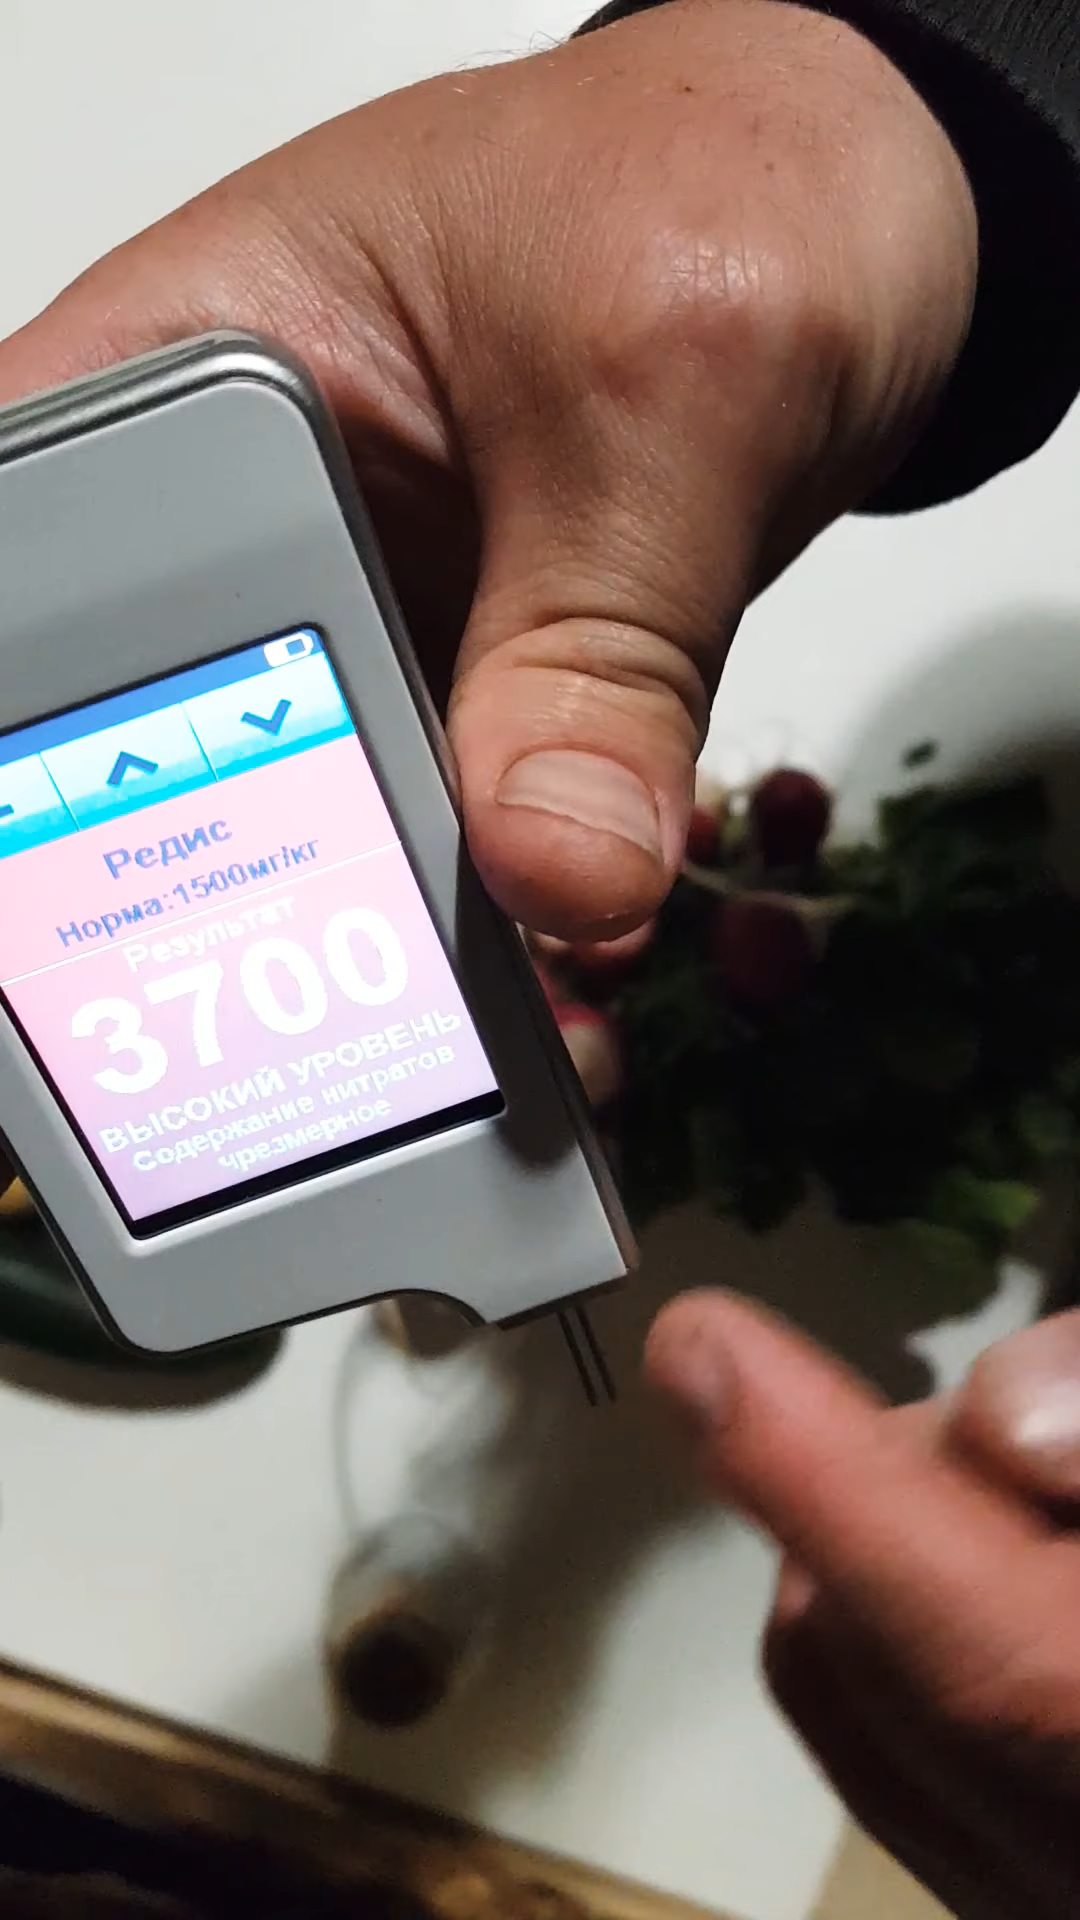 Редис
Норма:1500мг/кг
Результат
3700
ВЫСОКИЙ УРОВЕНЬ
Содержание нитратов
чрезмерное